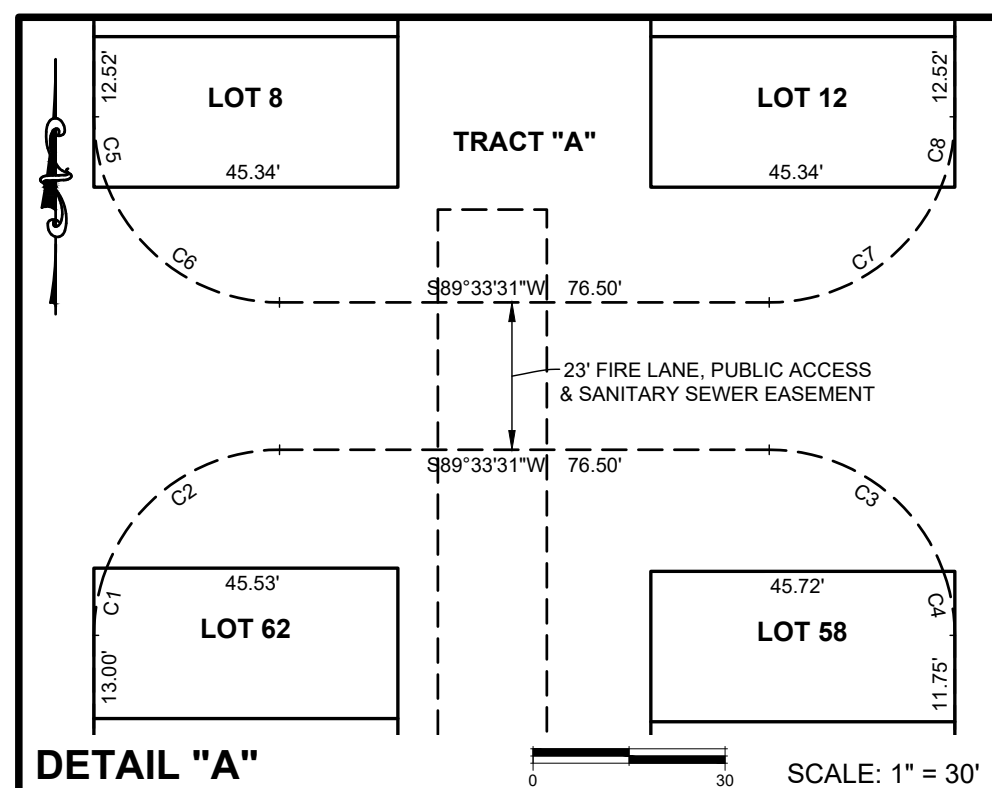 12.52'
LOT 8
C5
45.34'
TRACT "A"
LOT 12
12.52'
C8
45.34'
C6
C7
S89°33'31"W 76.50'
23' FIRE LANE, PUBLIC ACCESS
& SANITARY SEWER EASEMENT
S89°33'31"W 76.50'
C2
C3
C1
45.53'
LOT 62
13.00'
45.72'
LOT 58
C4
11.75'
DETAIL "A"
0 30
SCALE: 1" = 30'